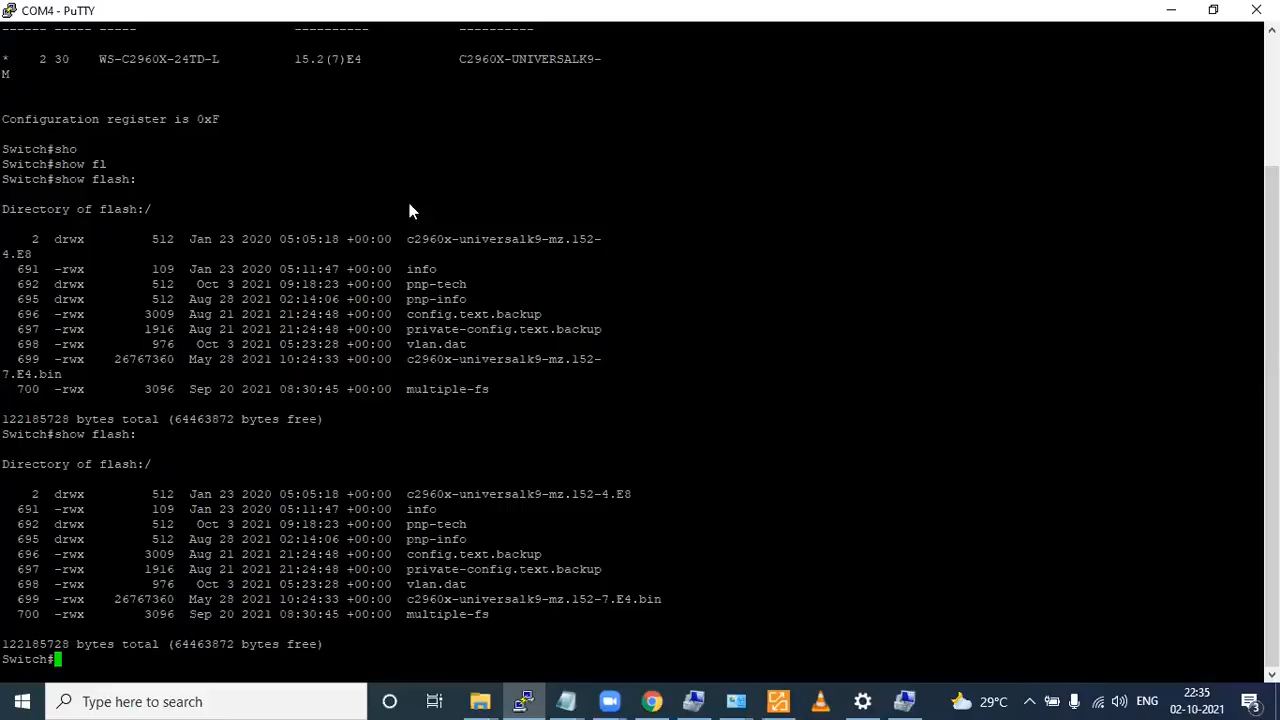 COM4 - PuTTY
------ ----- -----                     ----------            ----------
*    2 30    WS-C2960X-24TD-L          15.2(7)E4             C2960X-UNIVERSALK9-
M
Configuration register is 0xF
Switch#sho
Switch#show fl
Switch#show flash:
Directory of flash:/
    2  drwx         512  Jan 23 2020 05:05:18 +00:00  c2960x-universalk9-mz.152-
4.E8
  691  -rwx         109  Jan 23 2020 05:11:47 +00:00  info
  692  drwx         512   Oct 3 2021 09:18:23 +00:00  pnp-tech
  695  drwx         512  Aug 28 2021 02:14:06 +00:00  pnp-info
  696  -rwx        3009  Aug 21 2021 21:24:48 +00:00  config.text.backup
  697  -rwx        1916  Aug 21 2021 21:24:48 +00:00  private-config.text.backup
  698  -rwx         976   Oct 3 2021 05:23:28 +00:00  vlan.dat
  699  -rwx    26767360  May 28 2021 10:24:33 +00:00  c2960x-universalk9-mz.152-
7.E4.bin
  700  -rwx        3096  Sep 20 2021 08:30:45 +00:00  multiple-fs
122185728 bytes total (64463872 bytes free)
Switch#show flash:
Directory of flash:/
    2  drwx         512  Jan 23 2020 05:05:18 +00:00  c2960x-universalk9-mz.152-4.E8
  691  -rwx         109  Jan 23 2020 05:11:47 +00:00  info
  692  drwx         512   Oct 3 2021 09:18:23 +00:00  pnp-tech
  695  drwx         512  Aug 28 2021 02:14:06 +00:00  pnp-info
  696  -rwx        3009  Aug 21 2021 21:24:48 +00:00  config.text.backup
  697  -rwx        1916  Aug 21 2021 21:24:48 +00:00  private-config.text.backup
  698  -rwx         976   Oct 3 2021 05:23:28 +00:00  vlan.dat
  699  -rwx    26767360  May 28 2021 10:24:33 +00:00  c2960x-universalk9-mz.152-7.E4.bin
  700  -rwx        3096  Sep 20 2021 08:30:45 +00:00  multiple-fs
122185728 bytes total (64463872 bytes free)
Switch#
Type here to search
29°C
ENG
22:35
02-10-2021
3